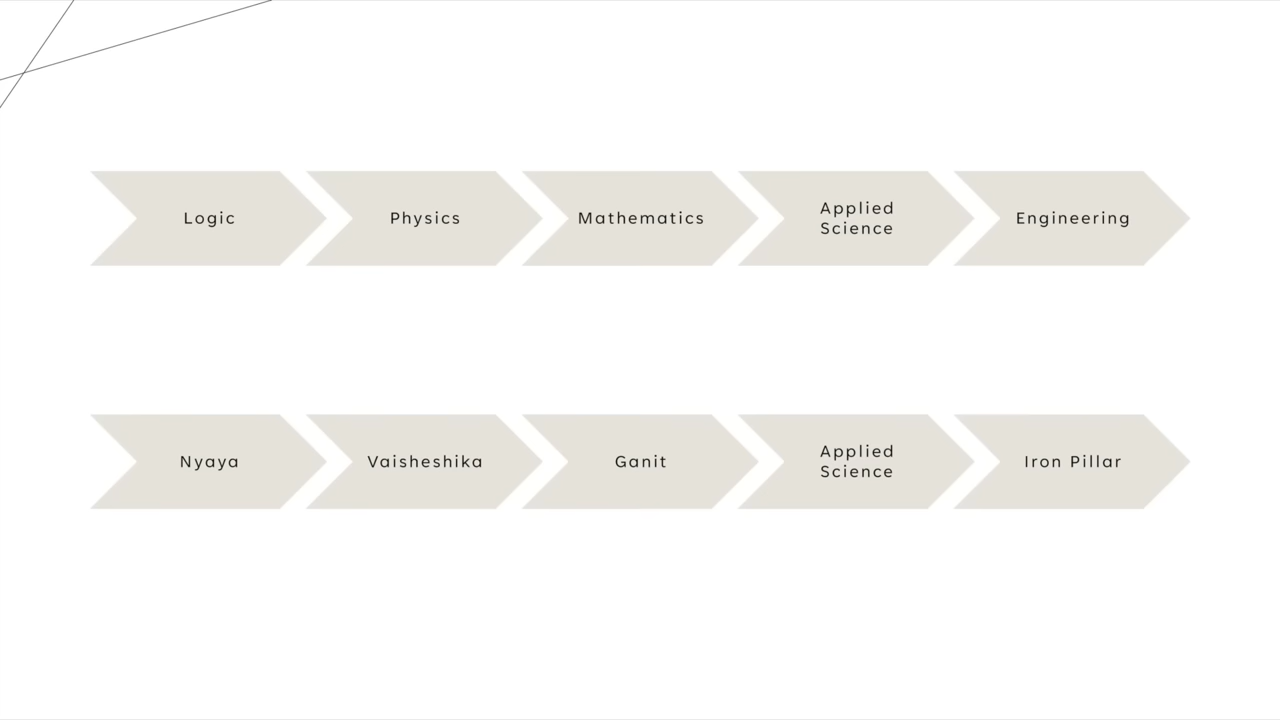 Logic
Physics
Mathematics
Applied
Science
Engineering
Nyaya
Vaisheshika
Ganit
Applied
Science
Iron Pillar